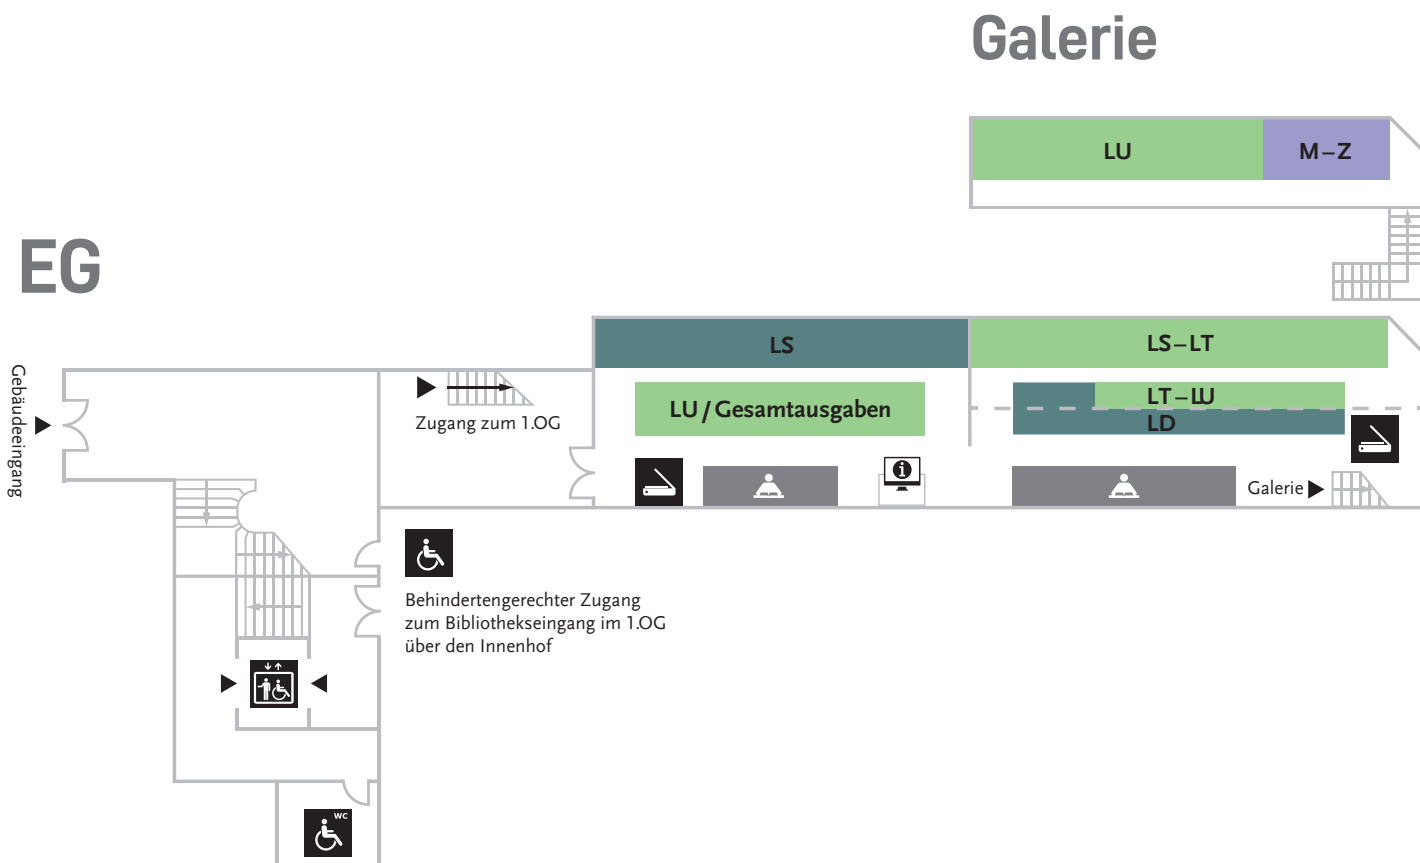 Galerie
LU
M–Z
EG
LS
LS–LT
Gebäudeeingang
Zugang zum 1.OG
LU/Gesamtausgaben
LT–LU
LD
i
Galerie
Behindertengerechter Zugang
zum Bibliothekseingang im 1.OG
über den Innenhof
WC